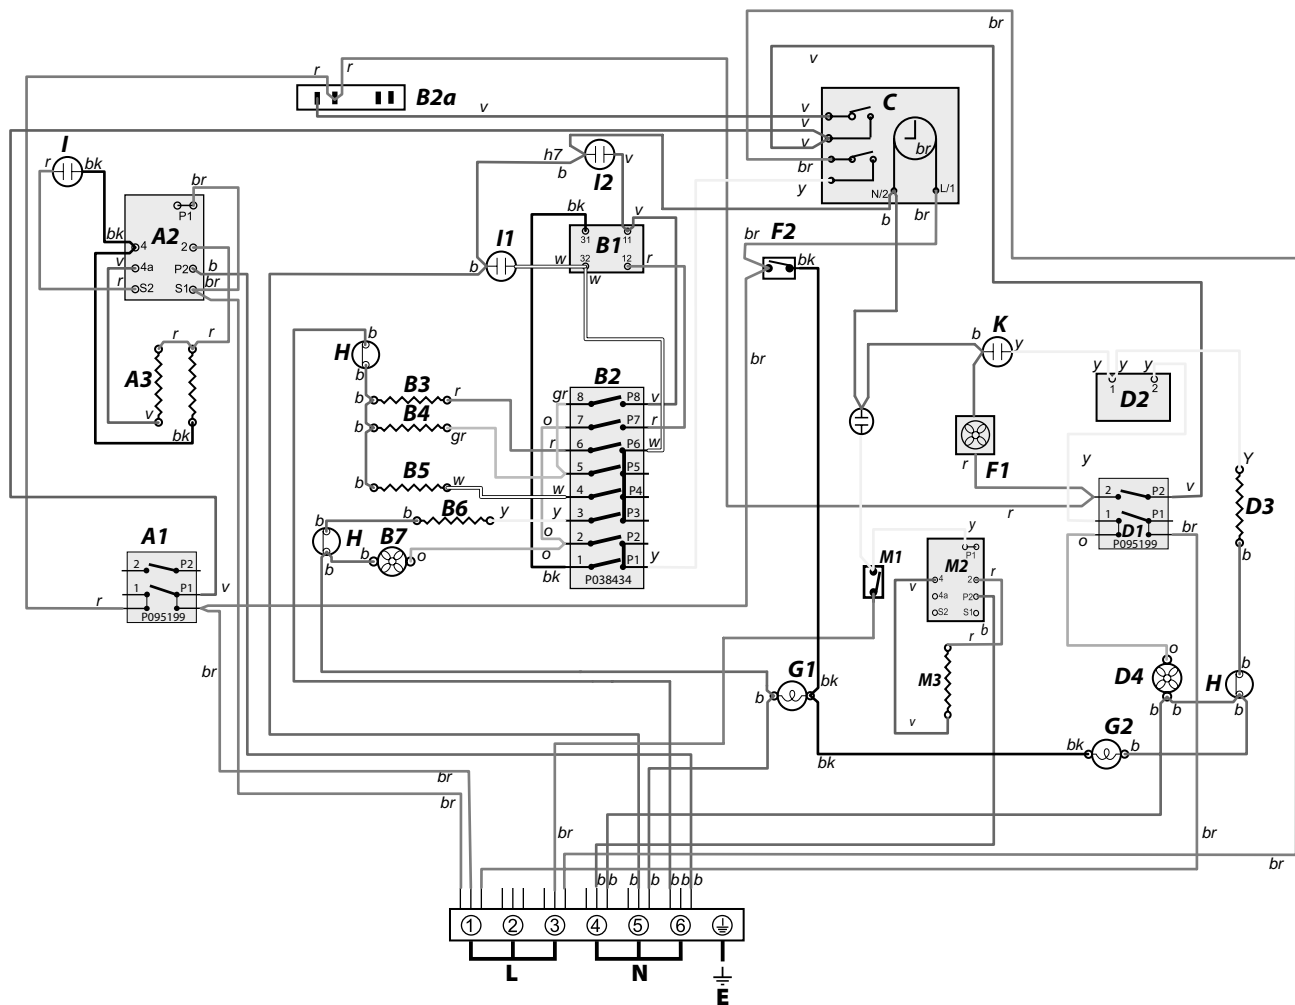 br
v
r
r
B2a
v
C
v
v
v
br
br
y
N/2
L/1
b
br
I
r
bk
br
P1
bk
A2
4
2
v
4a
P2
b
r
S2
S1
br
h7
b
v
I2
bk
v
31
11
B1
I1
b
w
32
12
r
w
br
F2
bk
br
r
r
A3
v
bk
b
H
b
b
B3
r
b
B4
gr
b
B5
w
B2
gr
8
P8
v
o
7
P7
r
r
6
P6
w
5
P5
w
4
P4
y
3
P3
o
2
P2
o
1
P1
y
bk
P038434
b
b
B6
y
H
B7
b
b
o
b
K
y
y
y
y
1
2
D2
F1
r
y
Y
D3
b
2
P2
v
r
1
P1
br
o
D1
P095199
A1
2
P2
1
P1
v
r
P095199
y
P1
M1
M2
v
4
2
r
4a
P2
S2
S1
b
r
M3
v
br
G1
b
bk
o
D4
b
b
b
H
b
G2
bk
b
bk
br
br
br
br
br
b
b
b
b
b
b
b
1
2
3
4
5
6
L
N
E